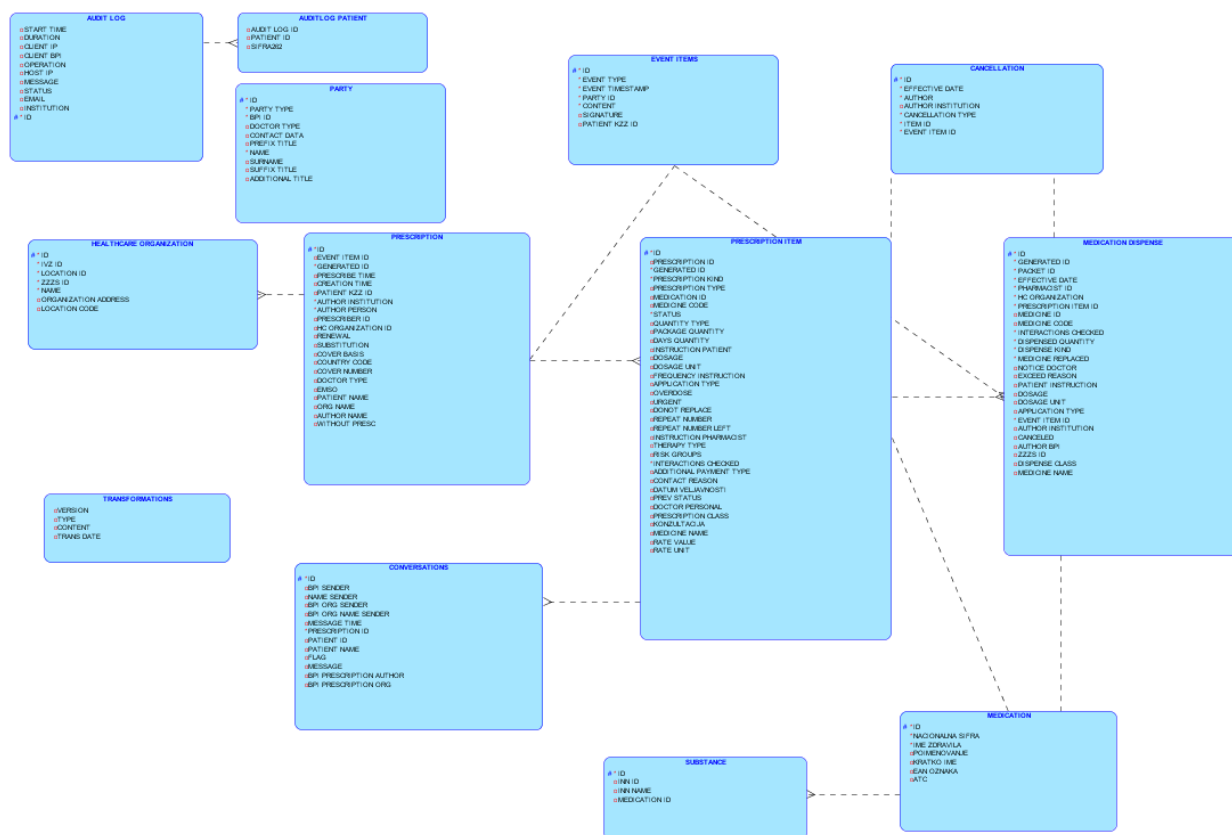 AUDIT LOG
START TIME
DURATION
CLIENT IP
CLIENT BPI
OPERATION
HOST IP
MESSAGE
STATUS
EMAIL
INSTITUTION
# * ID
AUDITLOG PATIENT
AUDIT LOG ID
PATIENT ID
SIFRA262
PARTY
# * ID
* PARTY TYPE
* BPI ID
DOCTOR TYPE
CONTACT DATA
PREFIX TITLE
* NAME
SURNAME
SUFFIX TITLE
ADDITIONAL TITLE
EVENT ITEMS
# * ID
* EVENT TYPE
* EVENT TIMESTAMP
* PARTY ID
* CONTENT
SIGNATURE
PATIENT KZZ ID
CANCELLATION
# * ID
* EFFECTIVE DATE
* AUTHOR
AUTHOR INSTITUTION
* CANCELLATION TYPE
* ITEM ID
* EVENT ITEM ID
HEALTHCARE ORGANIZATION
# * ID
* IVZ ID
* LOCATION ID
* ZZZS ID
* NAME
ORGANIZATION ADDRESS
LOCATION CODE
PRESCRIPTION
# * ID
EVENT ITEM ID
* GENERATED ID
PRESCRIBE TIME
CREATION TIME
PATIENT KZZ ID
* AUTHOR INSTITUTION
* AUTHOR PERSON
PRESCRIBER ID
HC ORGANIZATION ID
RENEWAL
SUBSTITUTION
COVER BASIS
COUNTRY CODE
COVER NUMBER
DOCTOR TYPE
EMSO
PATIENT NAME
ORG NAME
AUTHOR NAME
WITHOUT PRESC
PRESCRIPTION ITEM
# * ID
PRESCRIPTION ID
* GENERATED ID
* PRESCRIPTION KIND
PRESCRIPTION TYPE
MEDICATION ID
MEDICINE CODE
* STATUS
QUANTITY TYPE
PACKAGE QUANTITY
DAYS QUANTITY
INSTRUCTION PATIENT
DOSAGE
DOSAGE UNIT
FREQUENCY INSTRUCTION
APPLICATION TYPE
OVERDOSE
URGENT
DONOT REPLACE
REPEAT NUMBER
REPEAT NUMBER LEFT
INSTRUCTION PHARMACIST
THERAPY TYPE
RISK GROUPS
* INTERACTIONS CHECKED
ADDITIONAL PAYMENT TYPE
CONTACT REASON
DATUM VELJAVNOSTI
PREV STATUS
DOCTOR PERSONAL
PRESCRIPTION CLASS
KONZULTACIJA
MEDICINE NAME
RATE VALUE
RATE UNIT
MEDICATION DISPENSE
# * ID
* GENERATED ID
* PACKET ID
* EFFECTIVE DATE
* PHARMACIST ID
* HC ORGANIZATION
* PRESCRIPTION ITEM ID
MEDICINE ID
MEDICINE CODE
* INTERACTIONS CHECKED
* DISPENSED QUANTITY
* DISPENSE KIND
* MEDICINE REPLACED
NOTICE DOCTOR
EXCEED REASON
PATIENT INSTRUCTION
DOSAGE
DOSAGE UNIT
APPLICATION TYPE
* EVENT ITEM ID
AUTHOR INSTITUTION
CANCELED
AUTHOR BPI
ZZZS ID
DISPENSE CLASS
MEDICINE NAME
TRANSFORMATIONS
VERSION
TYPE
CONTENT
TRANS DATE
CONVERSATIONS
# * ID
BPI SENDER
NAME SENDER
BPI ORG SENDER
BPI ORG NAME SENDER
MESSAGE TIME
* PRESCRIPTION ID
PATIENT ID
PATIENT NAME
FLAG
MESSAGE
BPI PRESCRIPTION AUTHOR
BPI PRESCRIPTION ORG
MEDICATION
# * ID
* NACIONALNA SIFRA
* IME ZDRAVILA
POIMENOVANJE
KRATKO IME
EAN OZNAKA
ATC
SUBSTANCE
# * ID
INN ID
INN NAME
MEDICATION ID